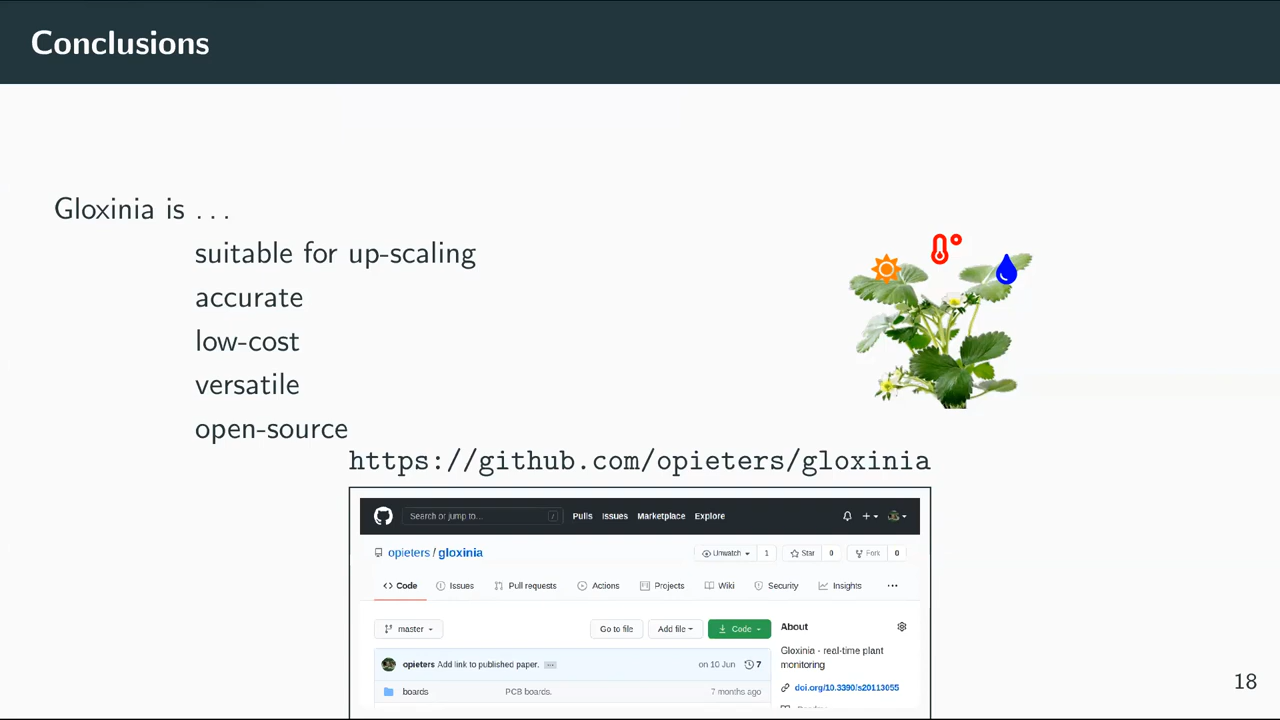 Conclusions
Gloxinia is ...
suitable for up-scaling
accurate
low-cost
versatile
open-source
https://github.com/opieters/gloxinia
Search or jump to... /
Pulls Issues Marketplace Explore
opieters / gloxinia
Unwatch 1 Star 0 Fork 0
Code Issues Pull requests Actions Projects Wiki Security Insights ...
master Go to file Add file Code
About
Gloxinia - real-time plant
monitoring
opieters Add link to published paper. ... on 10 Jun 7
doi.org/10.3390/s20113055
boards PCB boards. 7 months ago
18